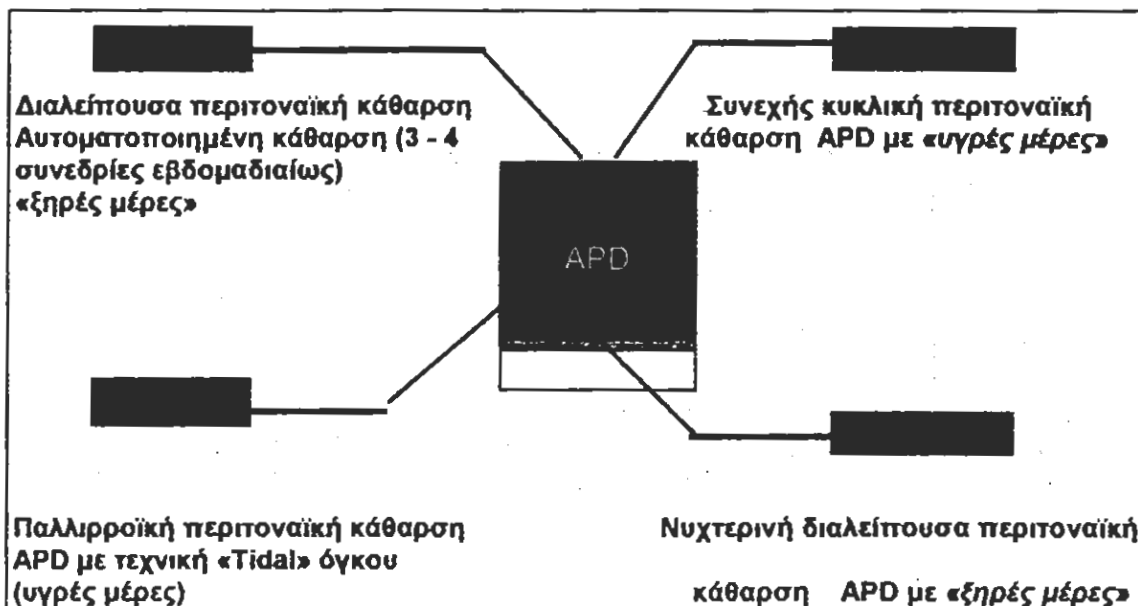 Διαλείπουσα περιτοναϊκή κάθαρση
Αυτοματοποιημένη κάθαρση (3 - 4
συνεδρίες εβδομαδιαίως)
«ξηρές μέρες»
Συνεχής κυκλική περιτοναϊκή
κάθαρση APD με «υγρές μέρες»
APD
Παλλιρροϊκή περιτοναϊκή κάθαρση
APD με τεχνική «Tidal» όγκου
(υγρές μέρες)
Νυχτερινή διαλείπουσα περιτοναϊκή
κάθαρση APD με «ξηρές μέρες»